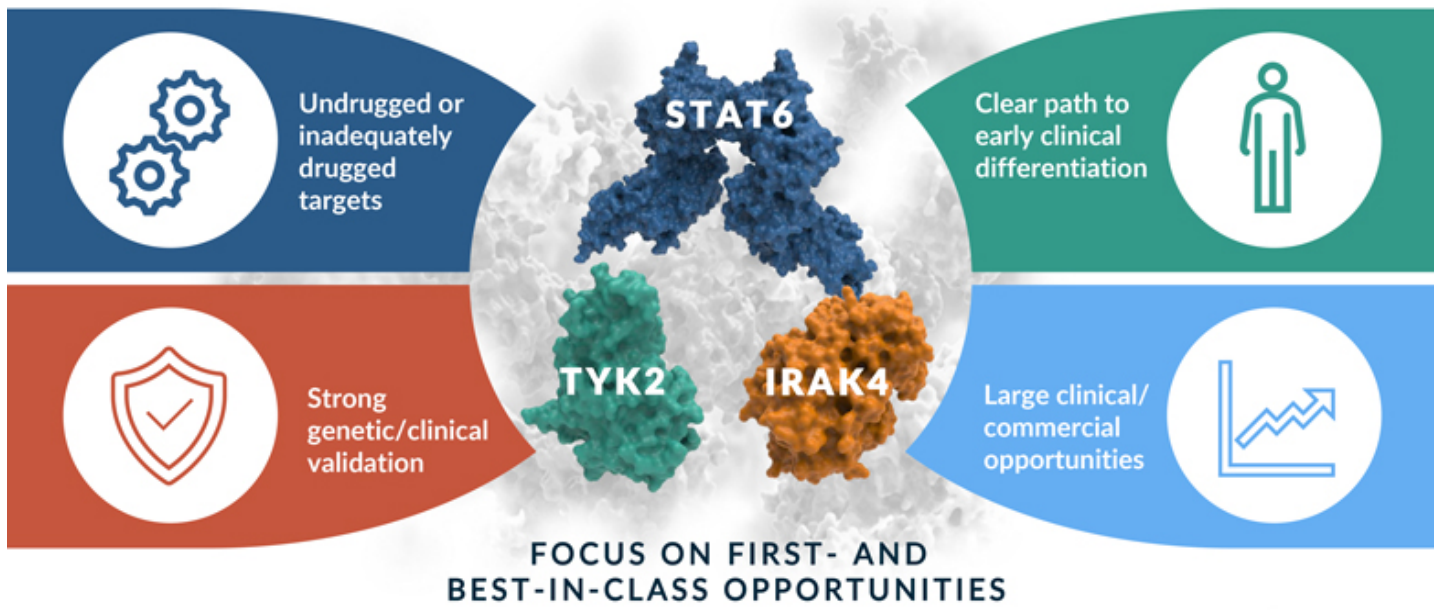 Undrugged or
inadequately
drugged
targets
STAT6
Clear path to
early clinical
differentiation
Strong
genetic/clinical
validation
TYK2
IRAK4
Large clinical/
commercial
opportunities
FOCUS ON FIRST- AND
BEST-IN-CLASS OPPORTUNITIES